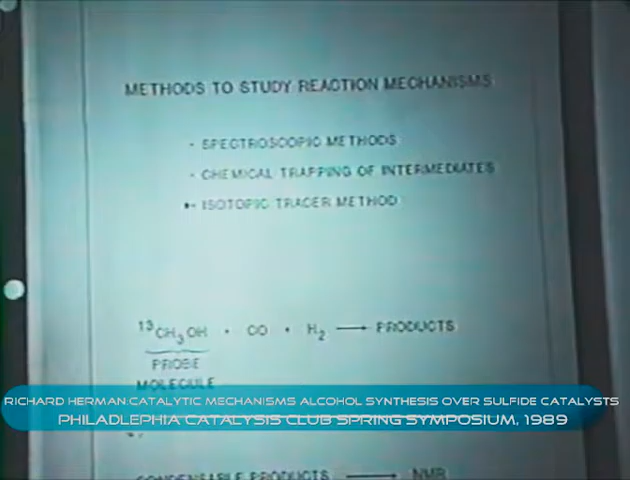 METHODS TO STUDY REACTION MECHANISMS
- SPECTROSCOPIC METHODS
- CHEMICAL TRAPPING OF INTERMEDIATES
•- ISOTOPIC TRACER METHOD
¹³CH₃OH + CO + H₂ ⟶ PRODUCTS
PROBE
MOLECULE
RICHARD HERMAN:CATALYTIC MECHANISMS ALCOHOL SYNTHESIS OVER SULFIDE CATALYSTS
PHILADLEPHIA CATALYSIS CLUB SPRING SYMPOSIUM, 1989
CONDENSABLE PRODUCTS ⟶ NMR